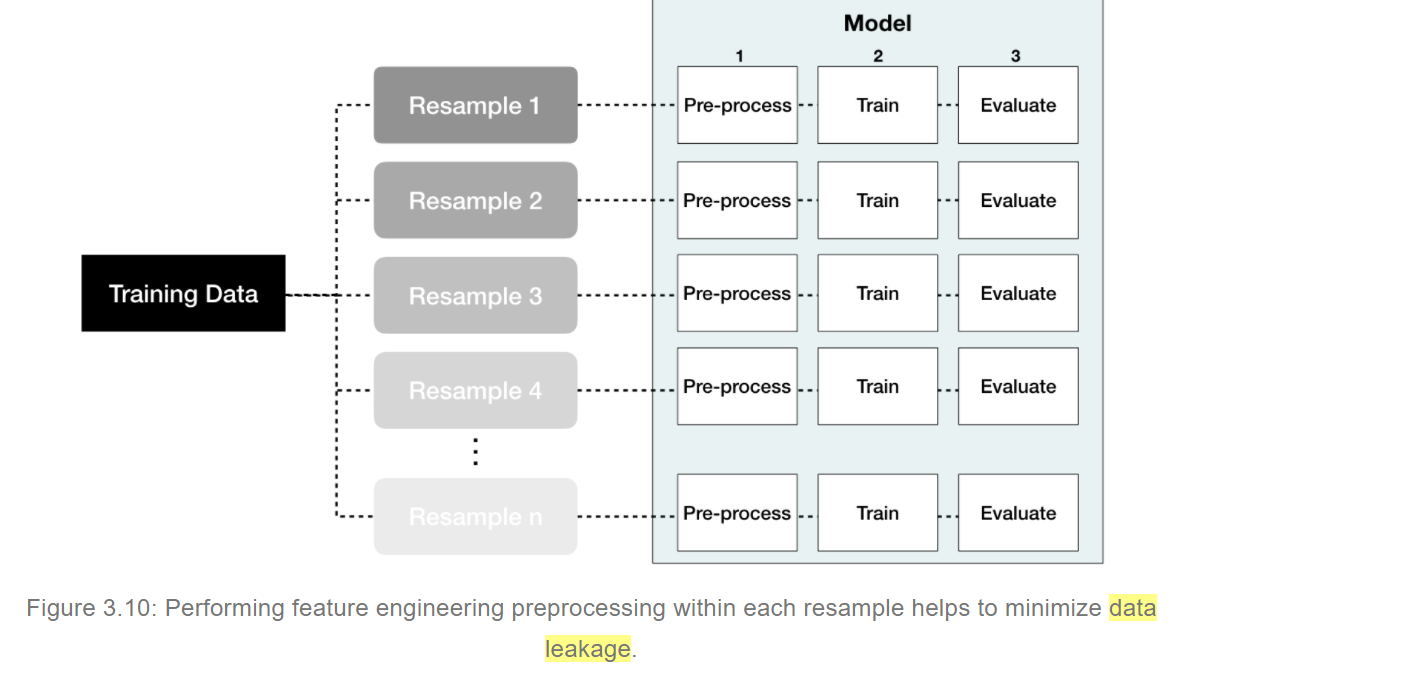 Model
1 2 3
Resample 1 Pre-process Train Evaluate
Resample 2 Pre-process Train Evaluate
Training Data Resample 3 Pre-process Train Evaluate
Resample 4 Pre-process Train Evaluate
Resample n Pre-process Train Evaluate
Figure 3.10: Performing feature engineering preprocessing within each resample helps to minimize data
leakage.